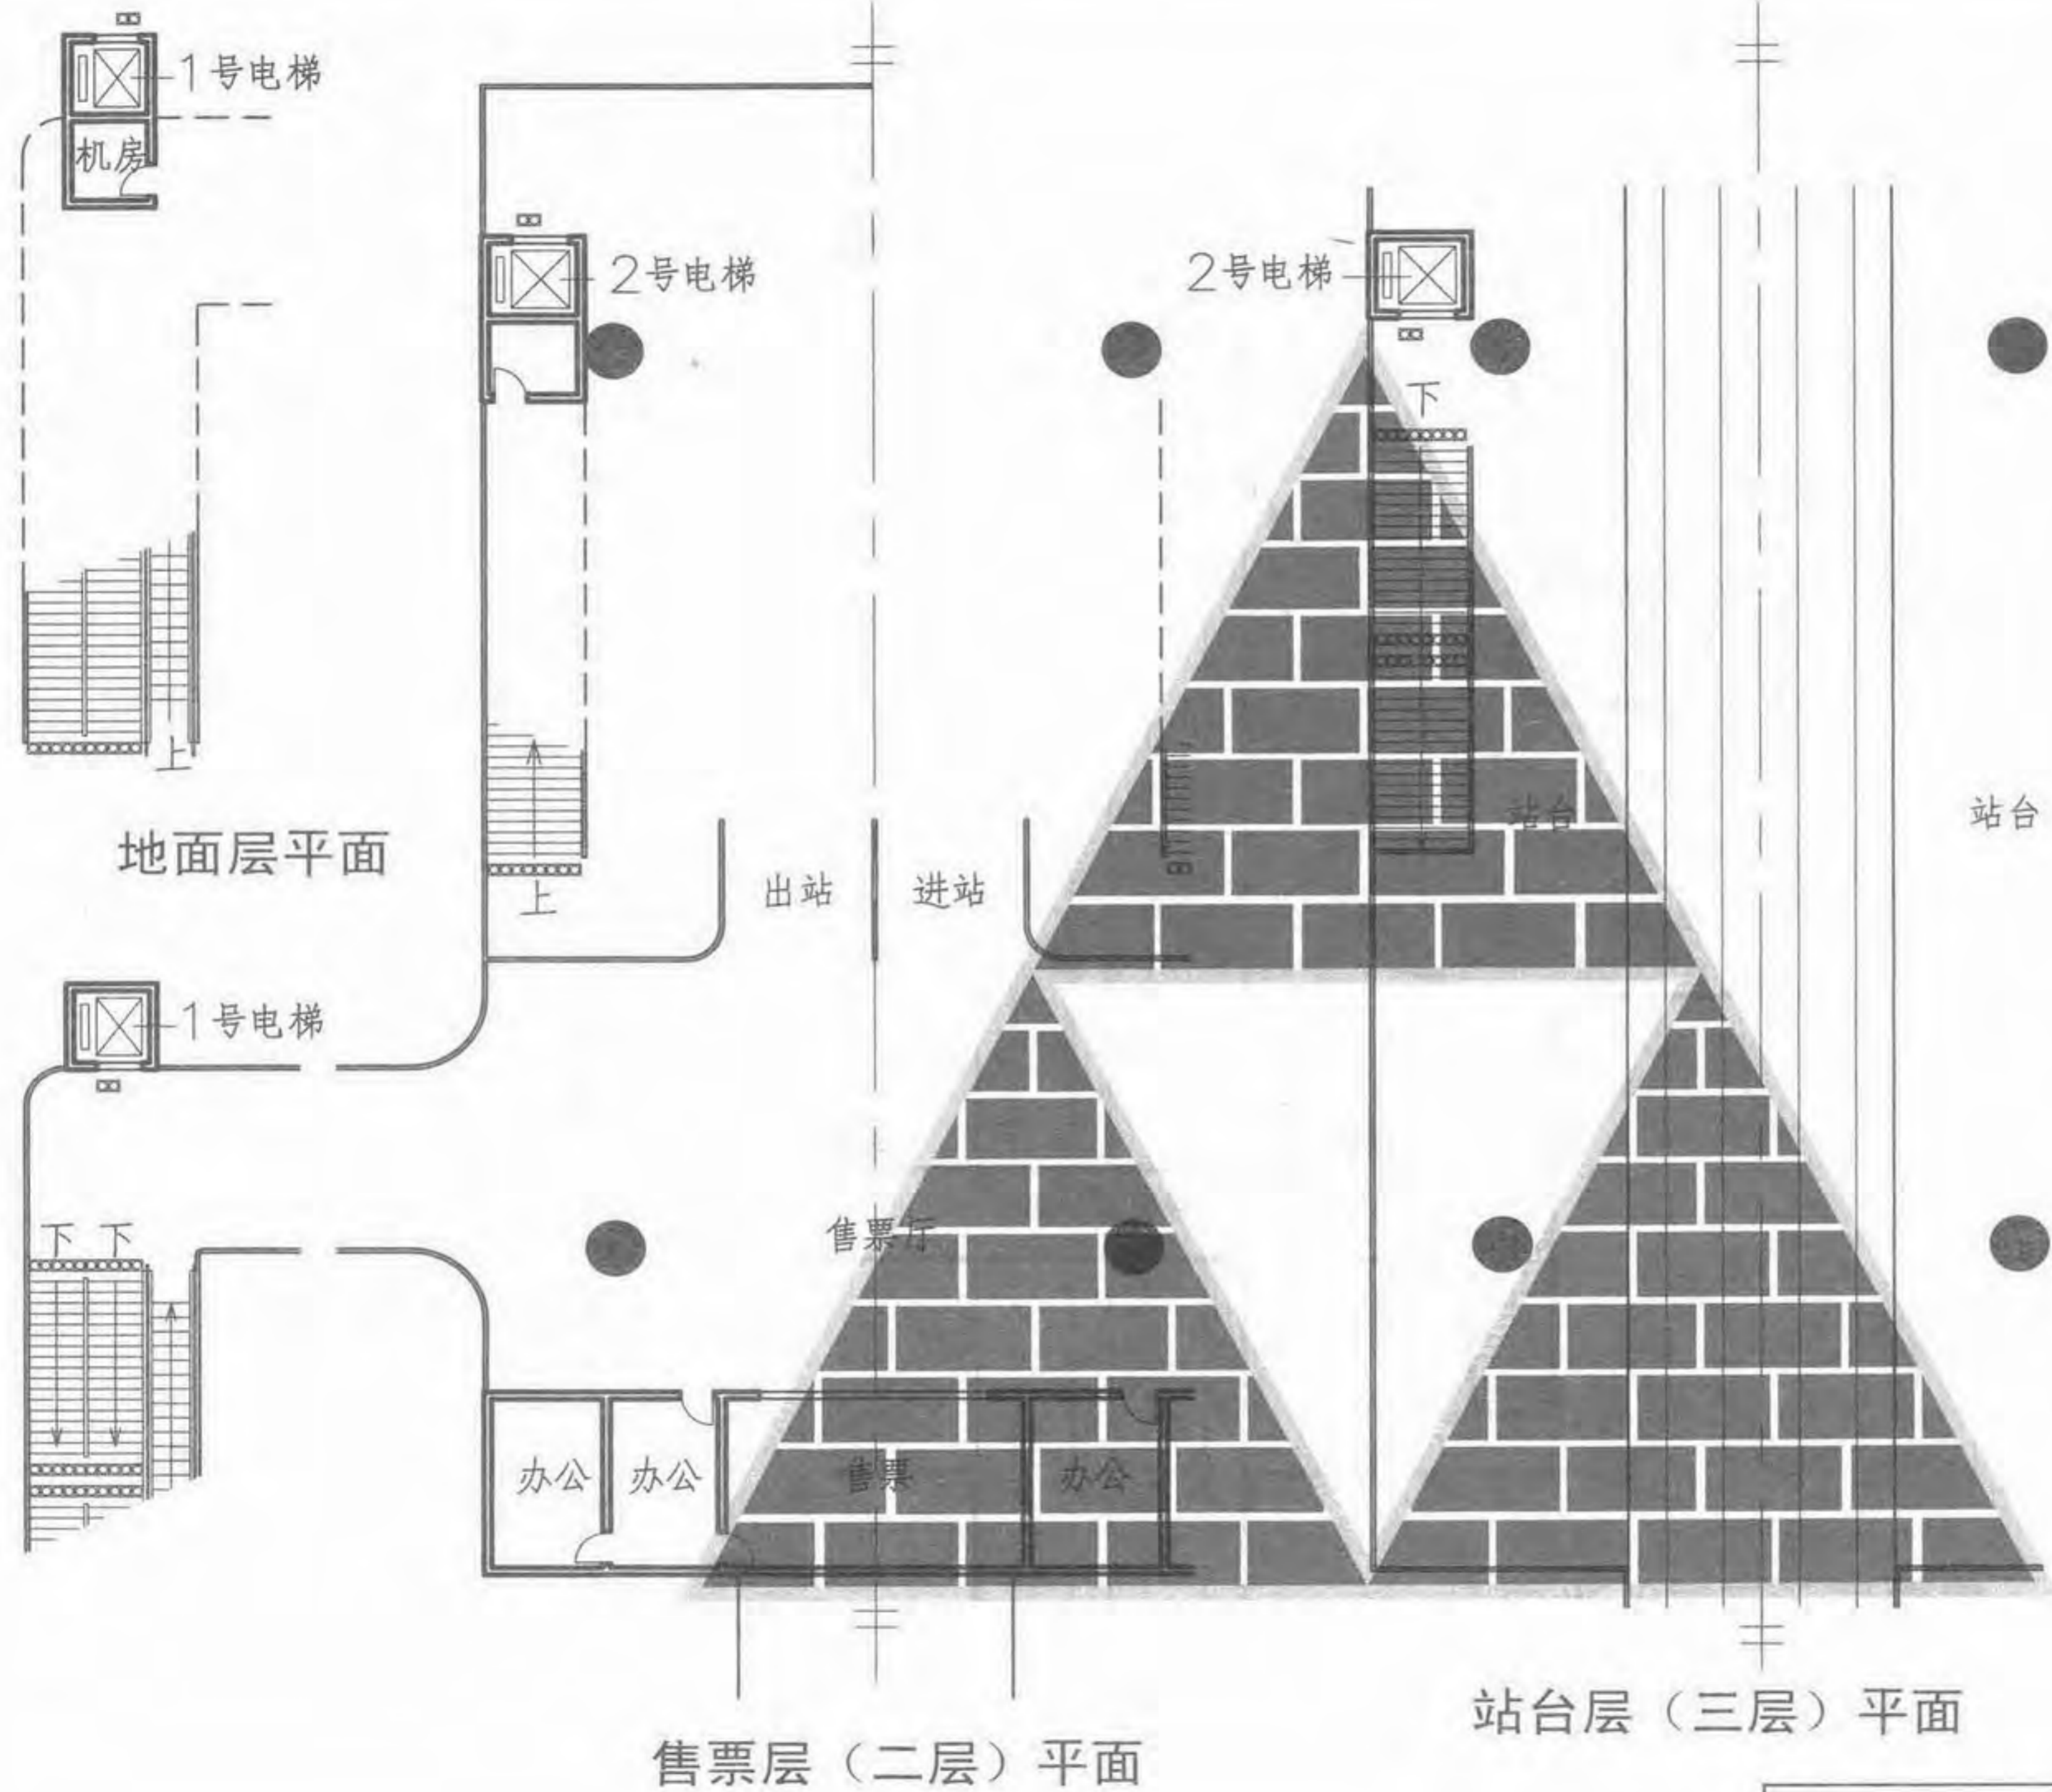 1号电梯
机房
上
地面层平面
2号电梯
上
出站
进站
2号电梯
下
站台
站台
1号电梯
下 下
售票厅
办公
办公
售票
办公
售票层（二层）平面
站台层（三层）平面